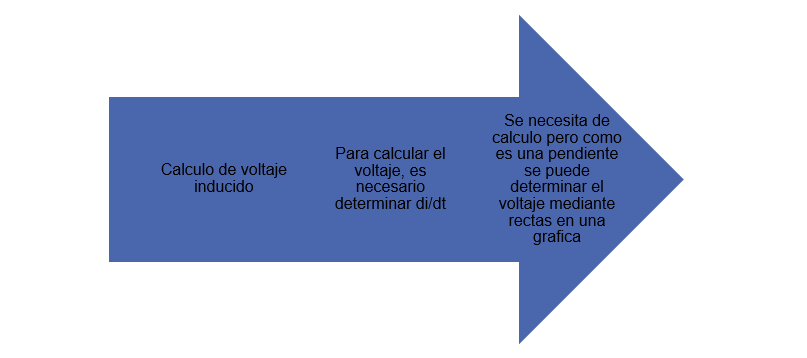 Calculo de voltaje
inducido
Para calcular el
voltaje, es
necesario
determinar di/dt
Se necesita de
calculo pero como
es una pendiente
se puede
determinar el
voltaje mediante
rectas en una
grafica